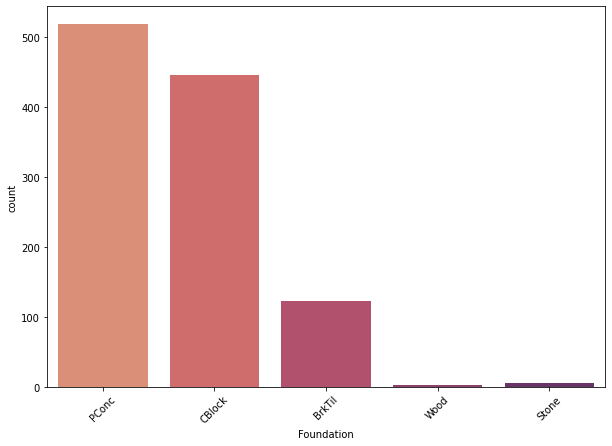 500
400
300
200
100
0
count
PConc
CBlock
BrkTil
Wood
Stone
Foundation